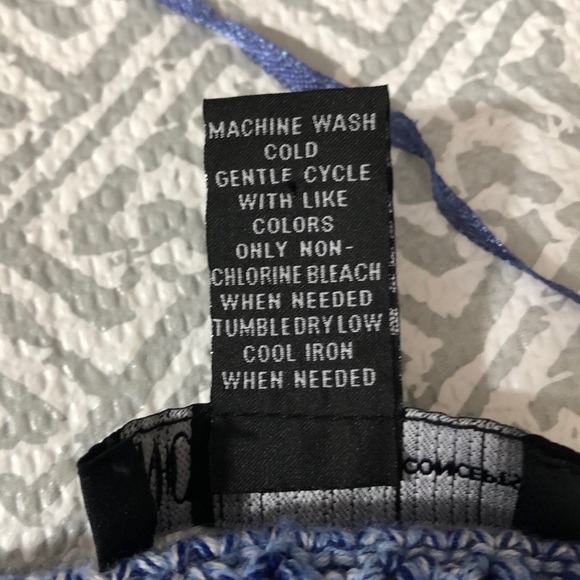 MACHINE WASH
COLD
GENTLE CYCLE
WITH LIKE
COLORS
ONLY NON-
CHLORINE BLEACH
WHEN NEEDED
TUMBLE DRY LOW
COOL IRON
WHEN NEEDED